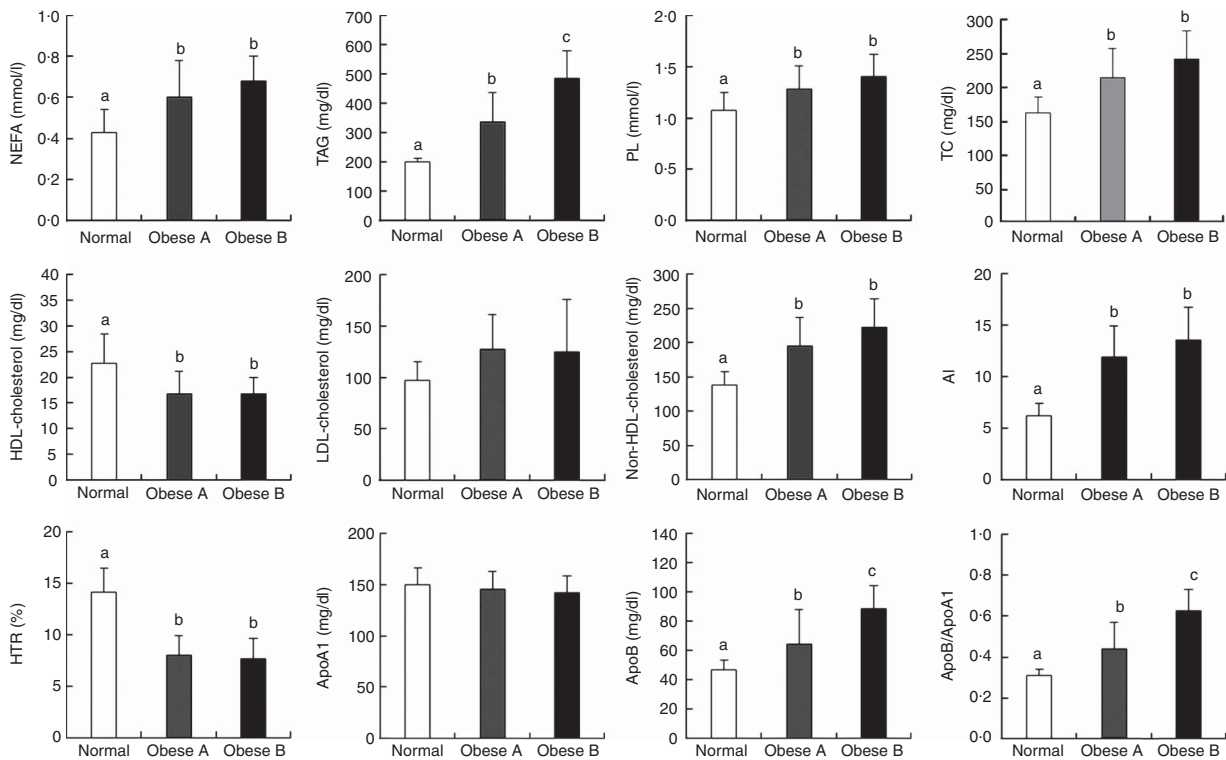 NEFA (mmol/l)
1·0
0·8
0·6
0·4
0·2
0·0
a
b
b
Normal Obese A Obese B
TAG (mg/dl)
700
600
500
400
300
200
100
0
a
b
c
Normal Obese A Obese B
PL (mmol/l)
2·0
1·5
1·0
0·5
2·0
a
b
b
Normal Obese A Obese B
TC (mg/dl)
300
250
200
150
100
50
0
a
b
b
Normal Obese A Obese B
HDL-cholesterol (mg/dl)
40
35
30
25
20
15
10
5
0
a
b
b
Normal Obese A Obese B
LDL-cholesterol (mg/dl)
200
150
100
50
0
Normal Obese A Obese B
Non-HDL-cholesterol (mg/dl)
300
250
200
150
100
50
0
a
b
b
Normal Obese A Obese B
AI
20
15
10
5
0
a
b
b
Normal Obese A Obese B
HTR (%)
20
15
10
5
0
a
b
b
Normal Obese A Obese B
ApoA1 (mg/dl)
200
150
100
50
0
Normal Obese A Obese B
ApoB (mg/dl)
140
120
100
80
60
40
20
0
a
b
c
Normal Obese A Obese B
ApoB/ApoA1
1·0
0·8
0·6
0·4
0·2
0·0
a
b
c
Normal Obese A Obese B